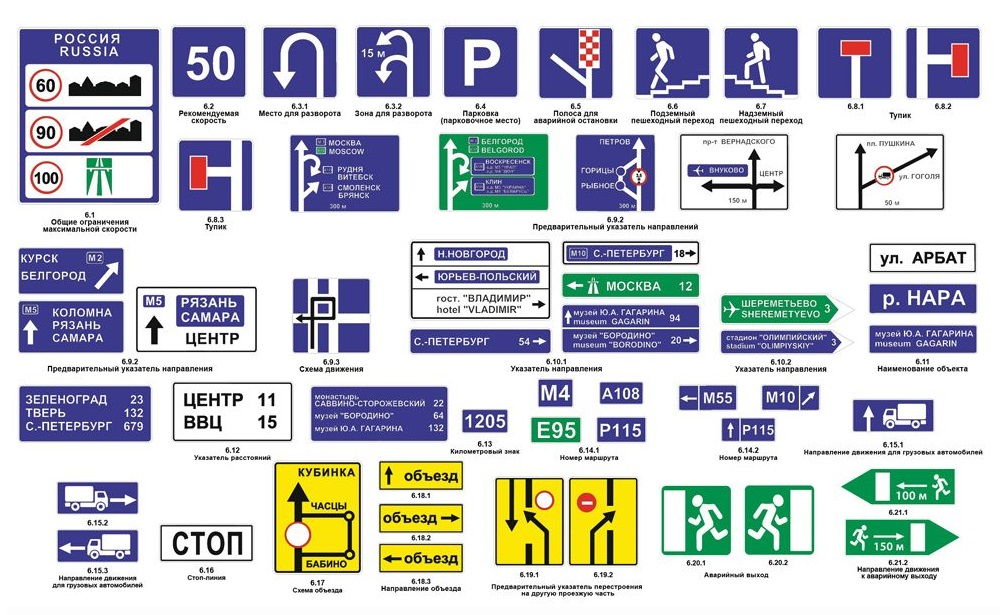 РОССИЯ
RUSSIA
60
90
100
6.1
Общие ограничения
максимальной скорости
50
6.2
Рекомендуемая
скорость
6.3.1
Место для разворота
15 м
6.3.2
Зона для разворота
P
6.4
Парковка
(парковочное место)
6.5
Полоса для
аварийной остановки
6.6
Подземный
пешеходный переход
6.7
Надземный
пешеходный переход
6.8.1
6.8.2
Тупик
6.8.3
Тупик
МОСКВА
MOSCOW
РУДНЯ
ВИТЕБСК
СМОЛЕНСК
БРЯНСК
300 м
БЕЛГОРОД
BELGOROD
ВОСКРЕСЕНСК
КЛИН
300 м
ПЕТРОВ
ГОРИЦЫ
РЫБНОЕ
300 м
6.9.2
Предварительный указатель направлений
пр-т ВЕРНАДСКОГО
ВНУКОВО
ЦЕНТР
150 м
пл. ПУШКИНА
ул. ГОГОЛЯ
50 м
КУРСК
М2
БЕЛГОРОД
М5
КОЛОМНА
РЯЗАНЬ
САМАРА
М5
РЯЗАНЬ
САМАРА
ЦЕНТР
6.9.2
Предварительный указатель направления
6.9.3
Схема движения
Н.НОВГОРОД
ЮРЬЕВ-ПОЛЬСКИЙ
гост. "ВЛАДИМИР"
hotel "VLADIMIR"
С.-ПЕТЕРБУРГ 54
М10 С.-ПЕТЕРБУРГ 18
МОСКВА 12
музей Ю.А. ГАГАРИНА
museum GAGARIN
94
музей "БОРОДИНО"
museum "BORODINO"
20
6.10.1
Указатель направления
ШЕРЕМЕТЬЕВО
SHEREMETYEVO
3
стадион "ОЛИМПИЙСКИЙ"
stadium "OLIMPIYSKIY"
3
6.10.2
Указатель направления
ул. АРБАТ
р. НАРА
музей Ю.А. ГАГАРИНА
museum GAGARIN
6.11
Наименование объекта
ЗЕЛЕНОГРАД 23
ТВЕРЬ 132
С.-ПЕТЕРБУРГ 679
ЦЕНТР 11
ВВЦ 15
монастырь
САВВИНО-СТОРОЖЕВСКИЙ 22
музей "БОРОДИНО" 64
музей Ю.А. ГАГАРИНА 132
6.12
Указатель расстояний
1205
6.13
Километровый знак
М4
А108
Е95
Р115
6.14.1
Номер маршрута
М55
М10
Р115
6.14.2
Номер маршрута
6.15.1
Направление движения для грузовых автомобилей
6.15.2
6.15.3
Направление движения
для грузовых автомобилей
СТОП
6.16
Стоп-линия
КУБИНКА
ЧАСЦЫ
БАБИНО
6.17
Схема объезда
объезд
6.18.1
объезд
6.18.2
объезд
6.18.3
Направление объезда
6.19.1
6.19.2
Предварительный указатель перестроения
на другую проезжую часть
6.20.1
6.20.2
Аварийный выход
100 м
6.21.1
150 м
6.21.2
Направление движения
к аварийному выходу